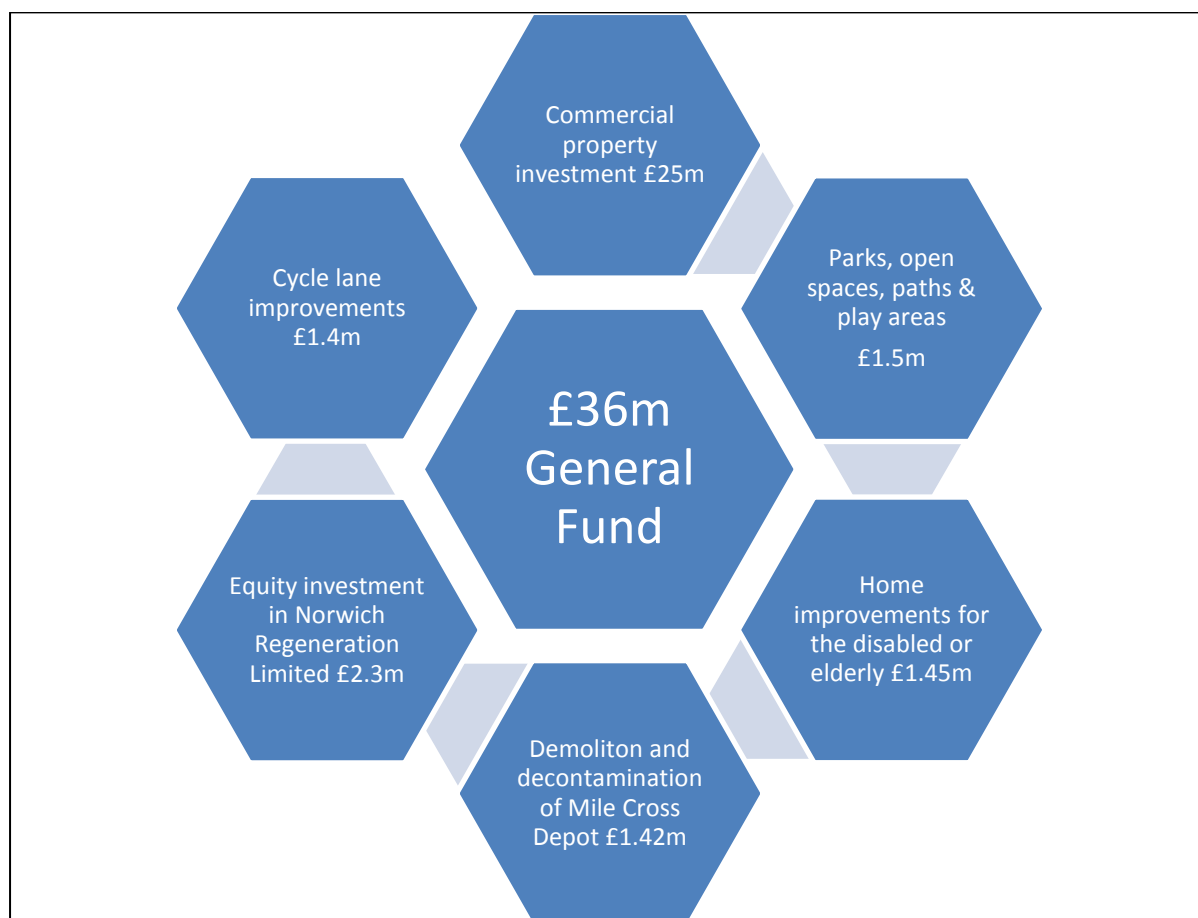 Commercial
property
investment £25m
Parks, open
spaces, paths &
play areas
£1.5m
Home
improvements for
the disabled or
elderly £1.45m
Demoliton and
decontamination
of Mile Cross
Depot £1.42m
Equity investment
in Norwich
Regeneration
Limited £2.3m
Cycle lane
improvements
£1.4m
£36m
General
Fund